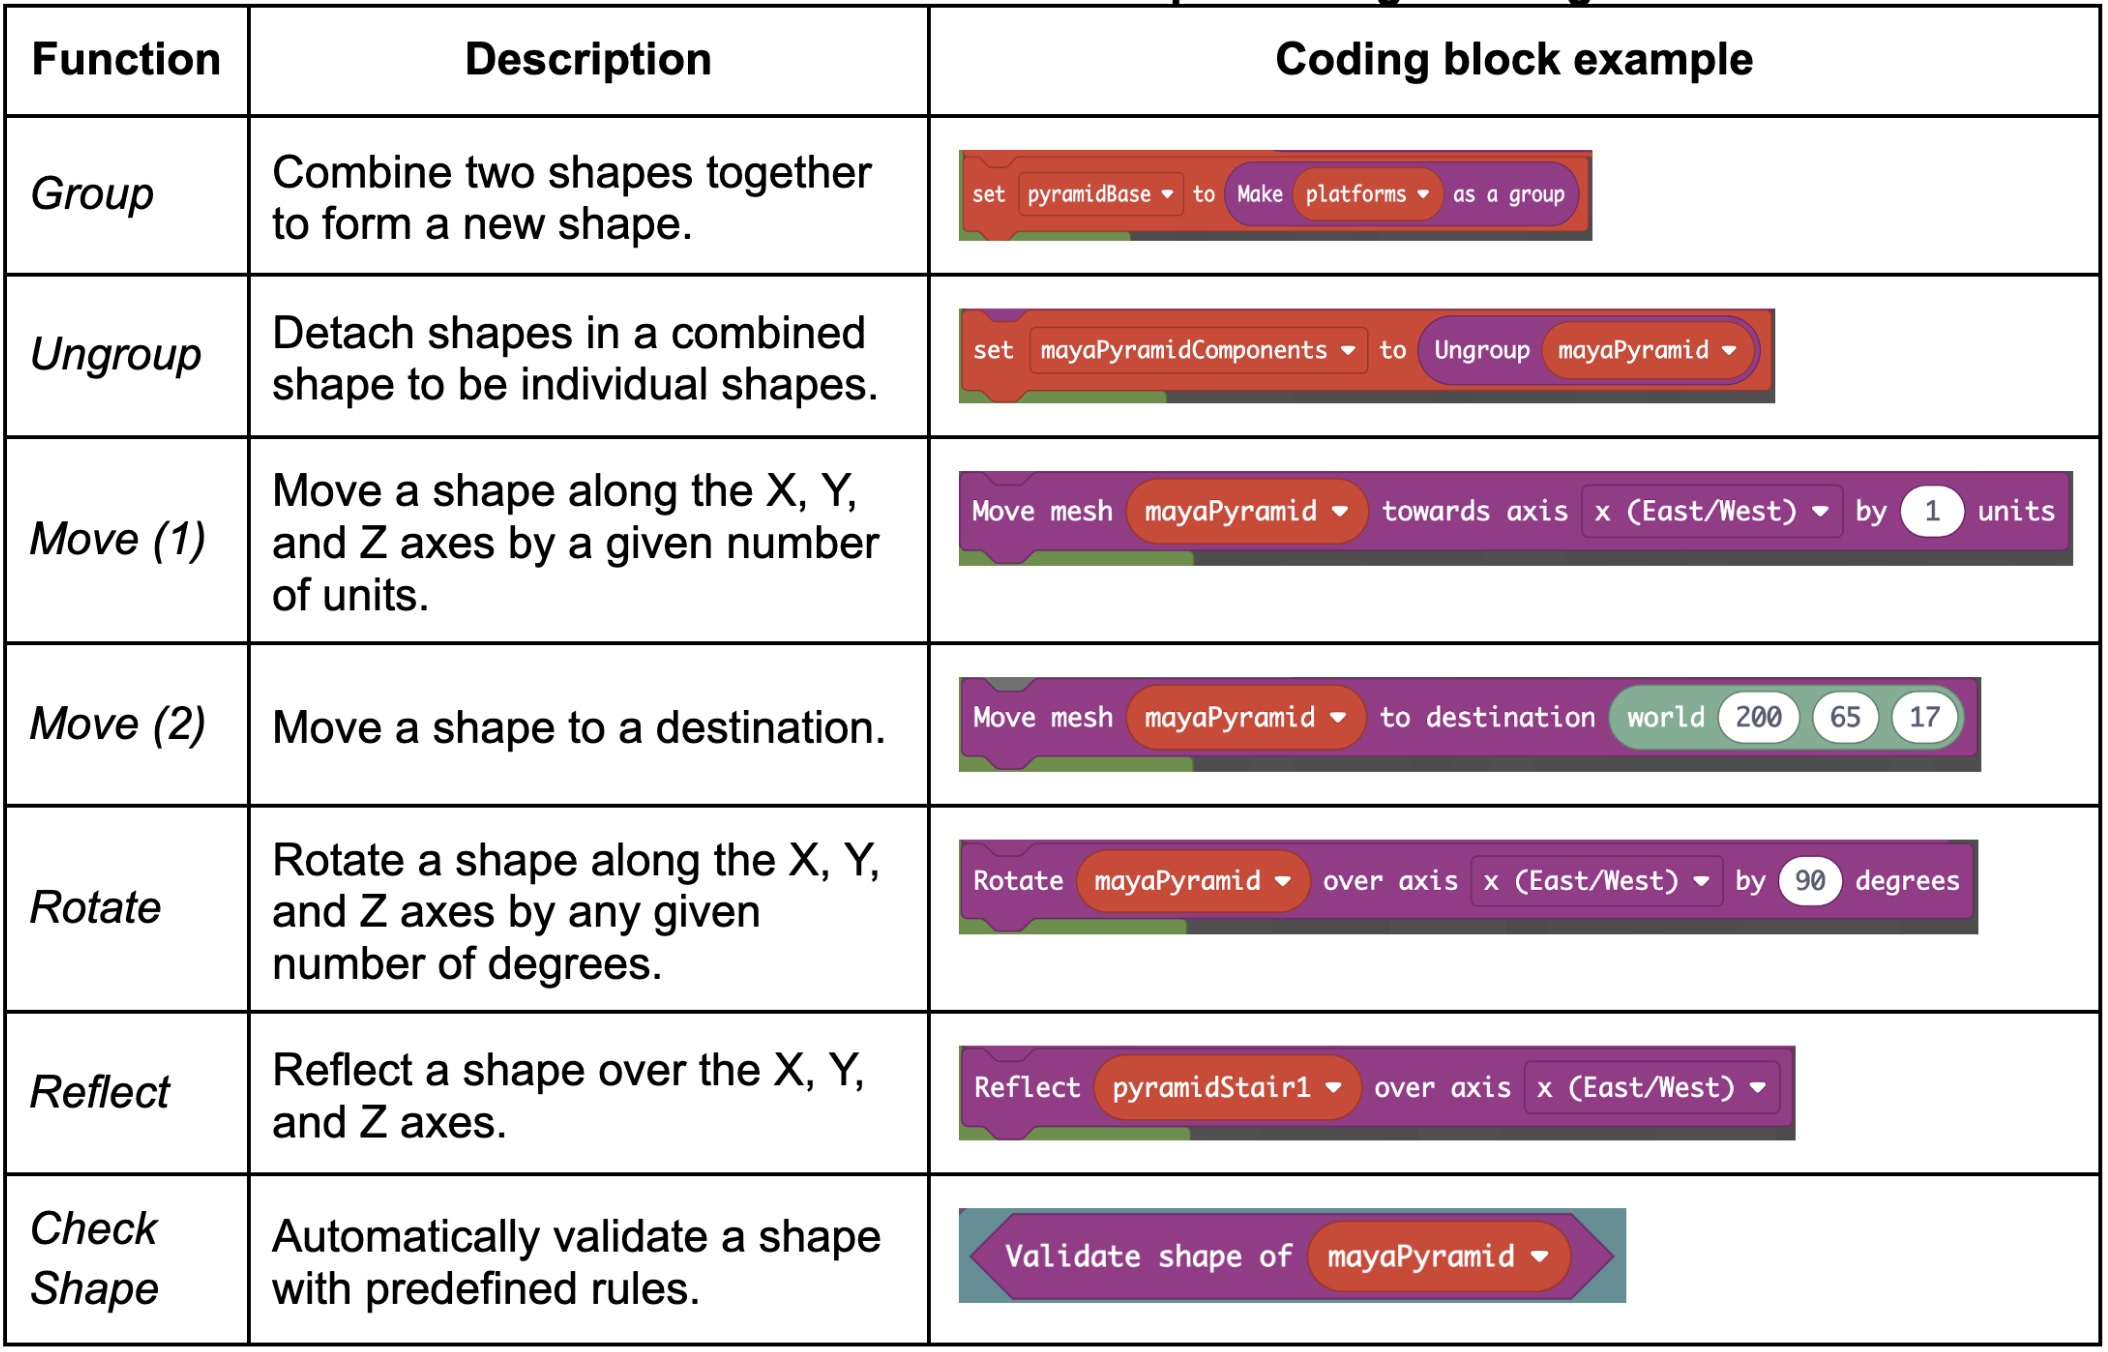 Function
Description
Coding block example
Group
Combine two shapes together
to form a new shape.
set pyramidBase to Make platforms as a group
Ungroup
Detach shapes in a combined
shape to be individual shapes.
set mayaPyramidComponents to Ungroup mayaPyramid
Move (1)
Move a shape along the X, Y,
and Z axes by a given number
of units.
Move mesh mayaPyramid towards axis x (East/West) by 1 units
Move (2)
Move a shape to a destination.
Move mesh mayaPyramid to destination world 200 65 17
Rotate
Rotate a shape along the X, Y,
and Z axes by any given
number of degrees.
Rotate mayaPyramid over axis x (East/West) by 90 degrees
Reflect
Reflect a shape over the X, Y,
and Z axes.
Reflect pyramidStair1 over axis x (East/West)
Check
Shape
Automatically validate a shape
with predefined rules.
Validate shape of mayaPyramid